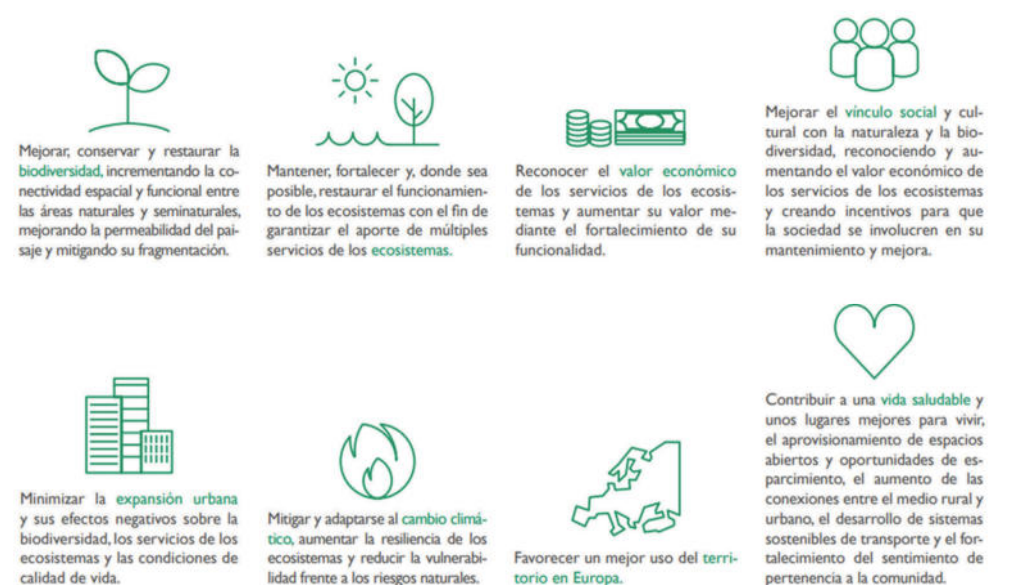 Mejorar, conservar y restaurar la
biodiversidad, incrementando la co-
nectividad espacial y funcional entre
las áreas naturales y seminaturales,
mejorando la permeabilidad del pai-
saje y mitigando su fragmentación.
Mantener, fortalecer y, donde sea
posible, restaurar el funcionamien-
to de los ecosistemas con el fin de
garantizar el aporte de múltiples
servicios de los ecosistemas.
Reconocer el valor económico
de los servicios de los ecosis-
temas y aumentar su valor me-
diante el fortalecimiento de su
funcionalidad.
Mejorar el vínculo social y cul-
tural con la naturaleza y la bio-
diversidad, reconociendo y au-
mentando el valor económico de
los servicios de los ecosistemas
y creando incentivos para que
la sociedad se involucren en su
mantenimiento y mejora.
Minimizar la expansión urbana
y sus efectos negativos sobre la
biodiversidad, los servicios de los
ecosistemas y las condiciones de
calidad de vida.
Mitigar y adaptarse al cambio climá-
tico, aumentar la resiliencia de los
ecosistemas y reducir la vulnerabi-
lidad frente a los riesgos naturales.
Favorecer un mejor uso del terri-
torio en Europa.
Contribuir a una vida saludable y
unos lugares mejores para vivir,
el aprovisionamiento de espacios
abiertos y oportunidades de es-
parcimiento, el aumento de las
conexiones entre el medio rural y
urbano, el desarrollo de sistemas
sostenibles de transporte y el for-
talecimiento del sentimiento de
pertenencia a la comunidad.